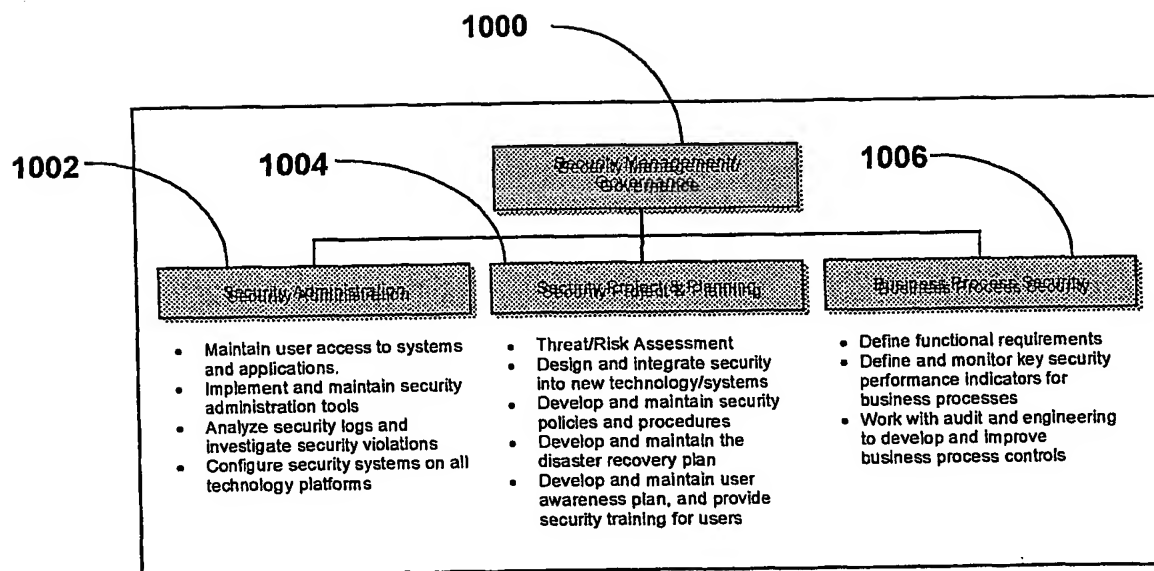 1000
1002
1004
1006
Security Management/
Governance
Security Administration
Security Project & Planning
Business Process Security
• Maintain user access to systems
and applications.
• Implement and maintain security
administration tools
• Analyze security logs and
investigate security violations
• Configure security systems on all
technology platforms
• Threat/Risk Assessment
• Design and integrate security
into new technology/systems
• Develop and maintain security
policies and procedures
• Develop and maintain the
disaster recovery plan
• Develop and maintain user
awareness plan, and provide
security training for users
• Define functional requirements
• Define and monitor key security
performance indicators for
business processes
• Work with audit and engineering
to develop and improve
business process controls